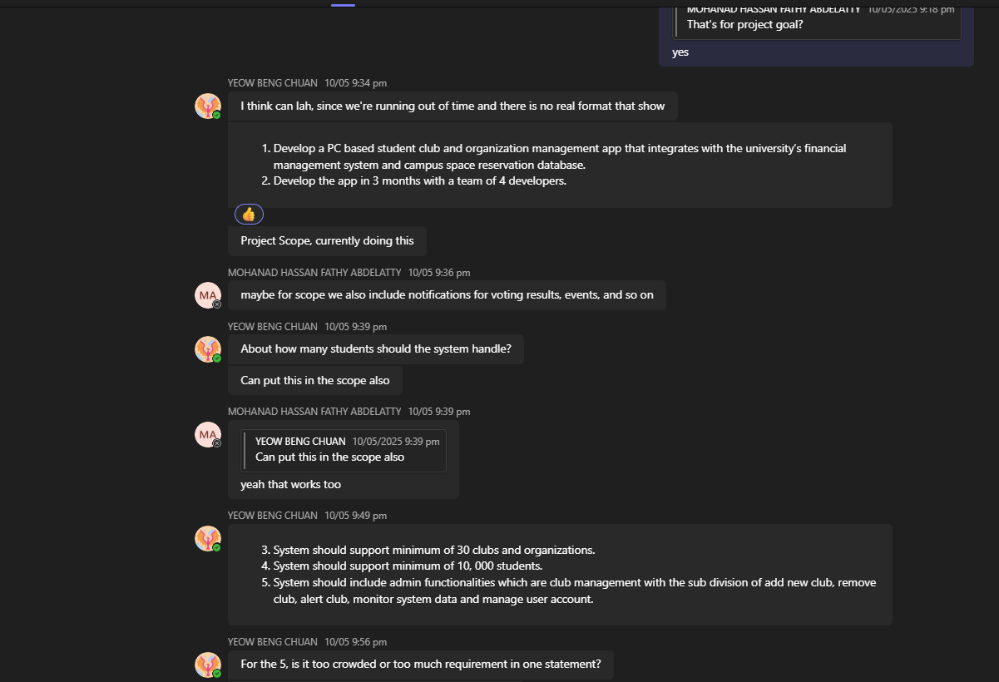 MOHANAD HASSAN FATHY ABDELATTY 10/05/2025 9:18 pm
That's for project goal?
yes
YEOW BENG CHUAN 10/05 9:34 pm
I think can lah, since we're running out of time and there is no real format that show
1. Develop a PC based student club and organization management app that integrates with the university's financial
management system and campus space reservation database.
2. Develop the app in 3 months with a team of 4 developers.
Project Scope, currently doing this
MOHANAD HASSAN FATHY ABDELATTY 10/05 9:36 pm
MA
maybe for scope we also include notifications for voting results, events, and so on
YEOW BENG CHUAN 10/05 9:39 pm
About how many students should the system handle?
Can put this in the scope also
MOHANAD HASSAN FATHY ABDELATTY 10/05 9:39 pm
MA
YEOW BENG CHUAN 10/05/2025 9:39 pm
Can put this in the scope also
yeah that works too
YEOW BENG CHUAN 10/05 9:49 pm
3. System should support minimum of 30 clubs and organizations.
4. System should support minimum of 10, 000 students.
5. System should include admin functionalities which are club management with the sub division of add new club, remove
club, alert club, monitor system data and manage user account.
YEOW BENG CHUAN 10/05 9:56 pm
For the 5, is it too crowded or too much requirement in one statement?